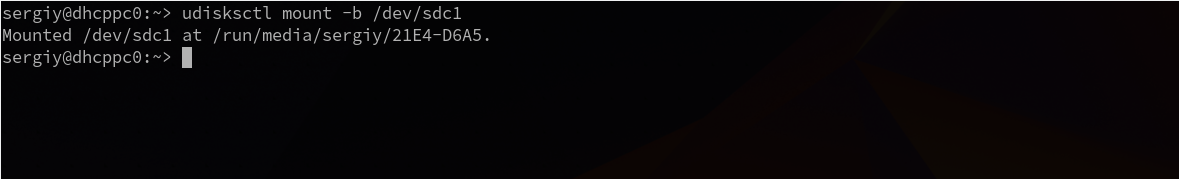 sergiy@dhcppc0:~> udisksctl mount -b /dev/sdc1
Mounted /dev/sdc1 at /run/media/sergiy/21E4-D6A5.
sergiy@dhcppc0:~>